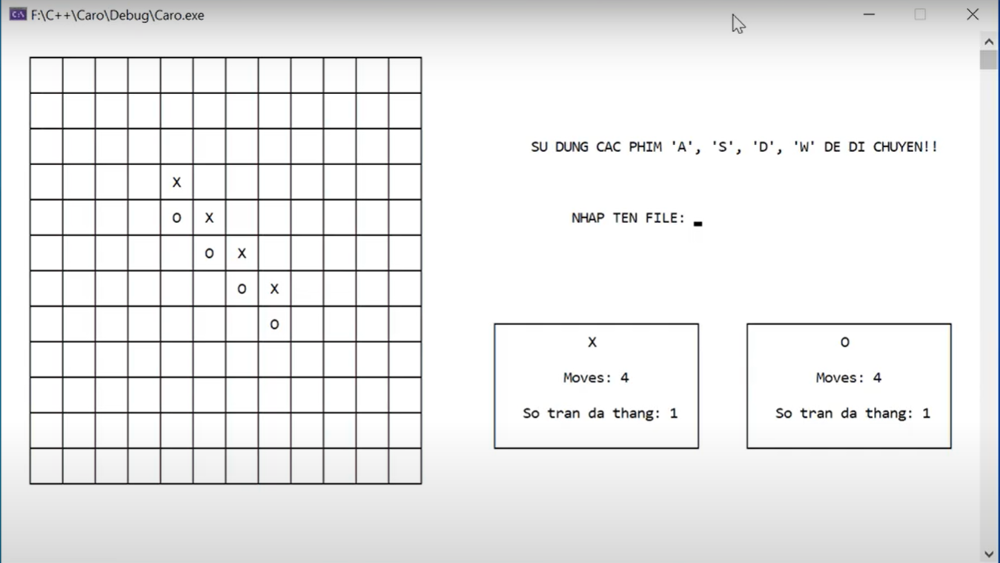 F:\C++\Caro\Debug\Caro.exe
SU DUNG CAC PHIM 'A', 'S', 'D', 'W' DE DI CHUYEN!!
X
O X
O X
O X
O
NHAP TEN FILE:
X
Moves: 4
So tran da thang: 1
O
Moves: 4
So tran da thang: 1